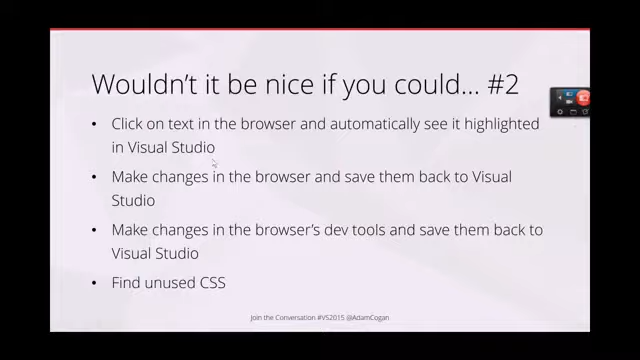 Wouldn't it be nice if you could... #2
• Click on text in the browser and automatically see it highlighted
in Visual Studio
• Make changes in the browser and save them back to Visual
Studio
• Make changes in the browser's dev tools and save them back to
Visual Studio
• Find unused CSS
Join the Conversation #VS2015 @AdamCogan